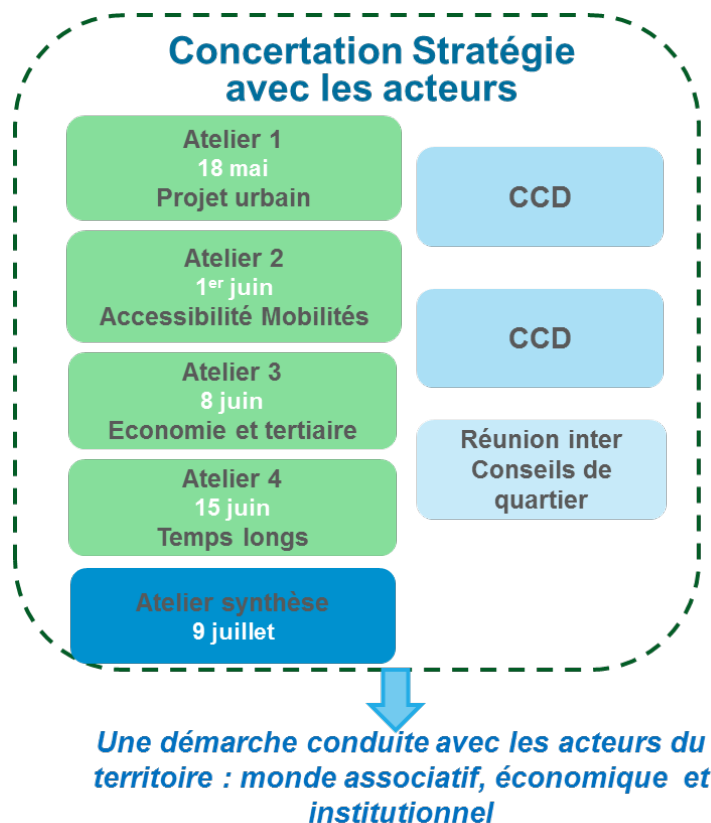 Concertation Stratégie
avec les acteurs
Atelier 1
18 mai
Projet urbain
Atelier 2
1er juin
Accessibilité Mobilités
Atelier 3
8 juin
Economie et tertiaire
Atelier 4
15 juin
Temps longs
Atelier synthèse
9 juillet
CCD
CCD
Réunion inter
Conseils de
quartier
Une démarche conduite avec les acteurs du
territoire : monde associatif, économique et
institutionnel